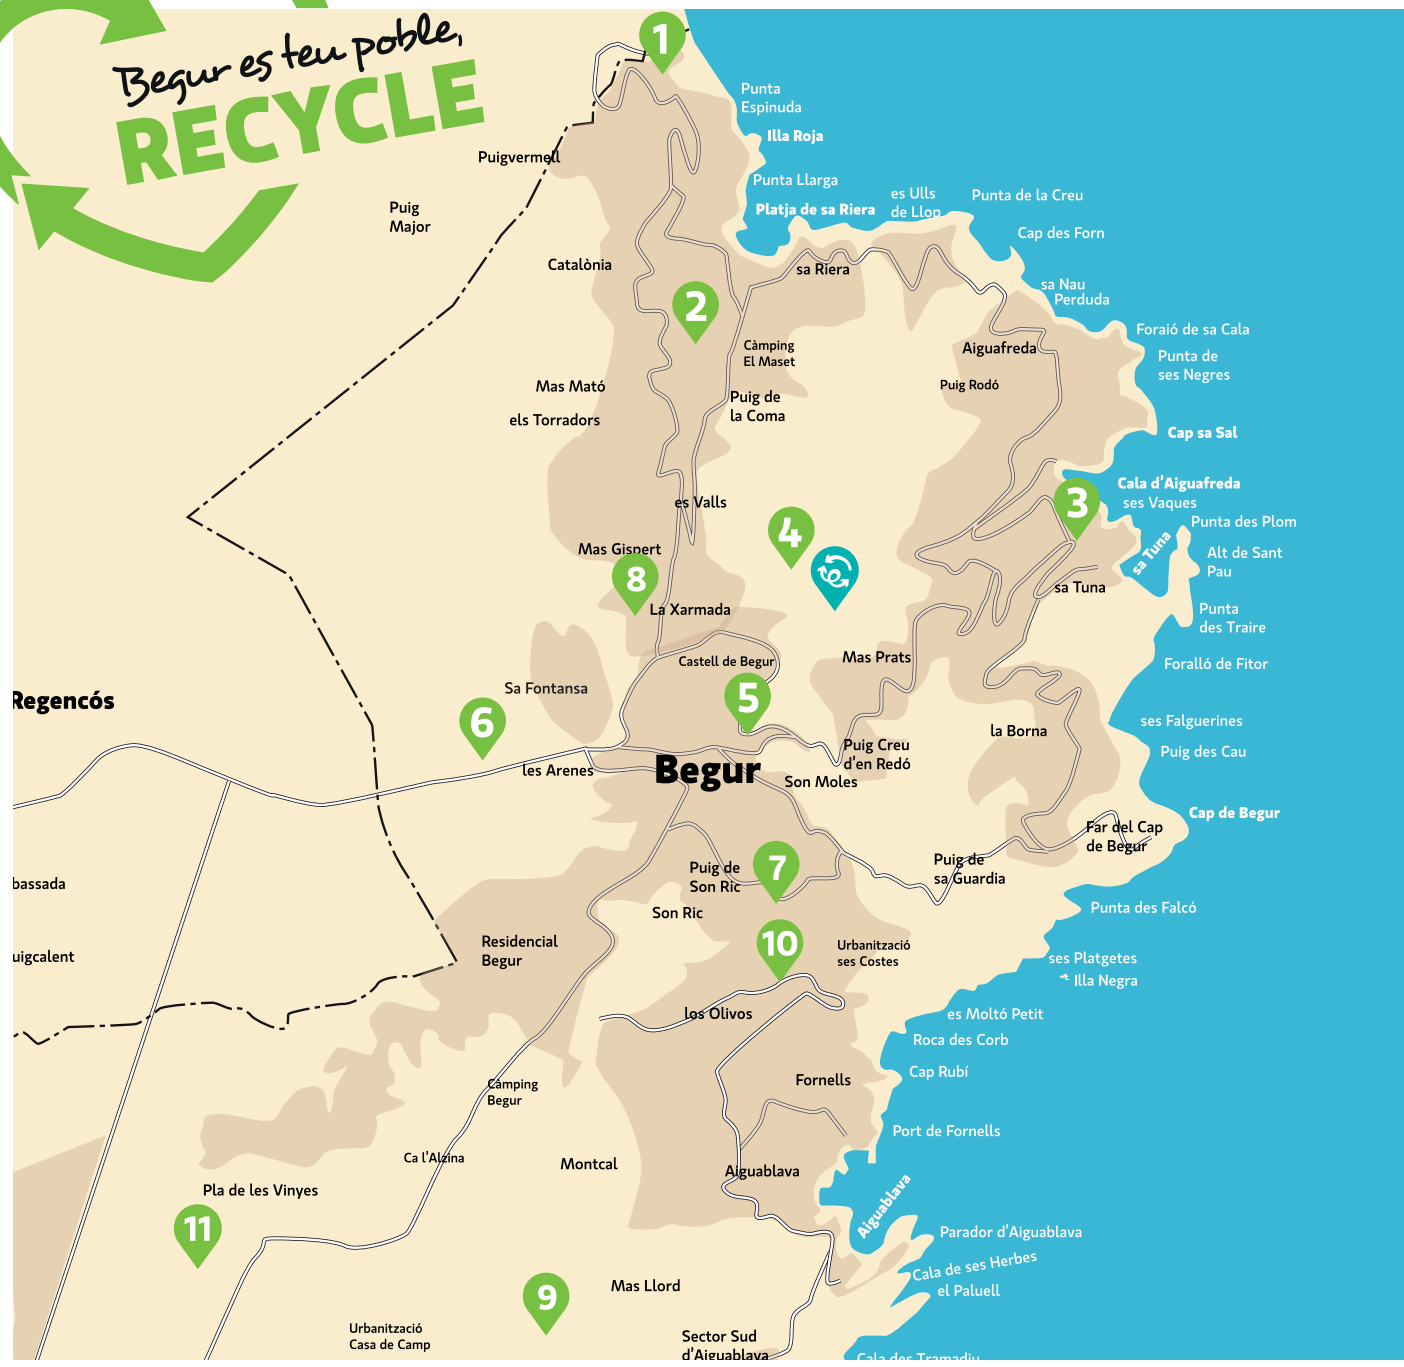 Begur es teu poble,
RECYCLE
1
Punta
Espinuda
Illa Roja
Puigvermell
Punta Llarga
Platja de sa Riera
es Ulls
de Llop
Punta de la Creu
Puig
Major
Cap des Forn
Catalònia
sa Riera
sa Nau
Perduda
2
Foraió de sa Cala
Càmping
El Maset
Aiguafreda
Punta de
ses Negres
Mas Mató
Puig Rodó
Puig de
la Coma
els Torradors
Cap sa Sal
Cala d'Aiguafreda
ses Vaques
3
es Valls
Punta des Plom
4
Mas Gispert
sa Tuna
Alt de Sant
Pau
8
sa Tuna
La Xarmada
Punta
des Traire
Castell de Begur
Mas Prats
Foralló de Fitor
Regencós
Sa Fontansa
5
6
ses Falguerines
la Borna
Puig Creu
d'en Redó
Puig des Cau
les Arenes
Begur
Son Moles
Cap de Begur
Far del Cap
de Begur
7
Puig de
Son Ric
Puig de
sa Guardia
bassada
Punta des Falcó
Son Ric
10
Residencial
Begur
Urbanització
ses Costes
uigcalent
ses Platgetes
Illa Negra
los Olivos
es Moltó Petit
Roca des Corb
Cap Rubí
Fornells
Càmping
Begur
Port de Fornells
Ca l'Alzina
Montcal
Aiguablava
Pla de les Vinyes
Aiguablava
11
Parador d'Aiguablava
Cala de ses Herbes
el Paluell
Mas Llord
9
Urbanització
Casa de Camp
Sector Sud
d'Aiguablava
Cala des Tramadiu